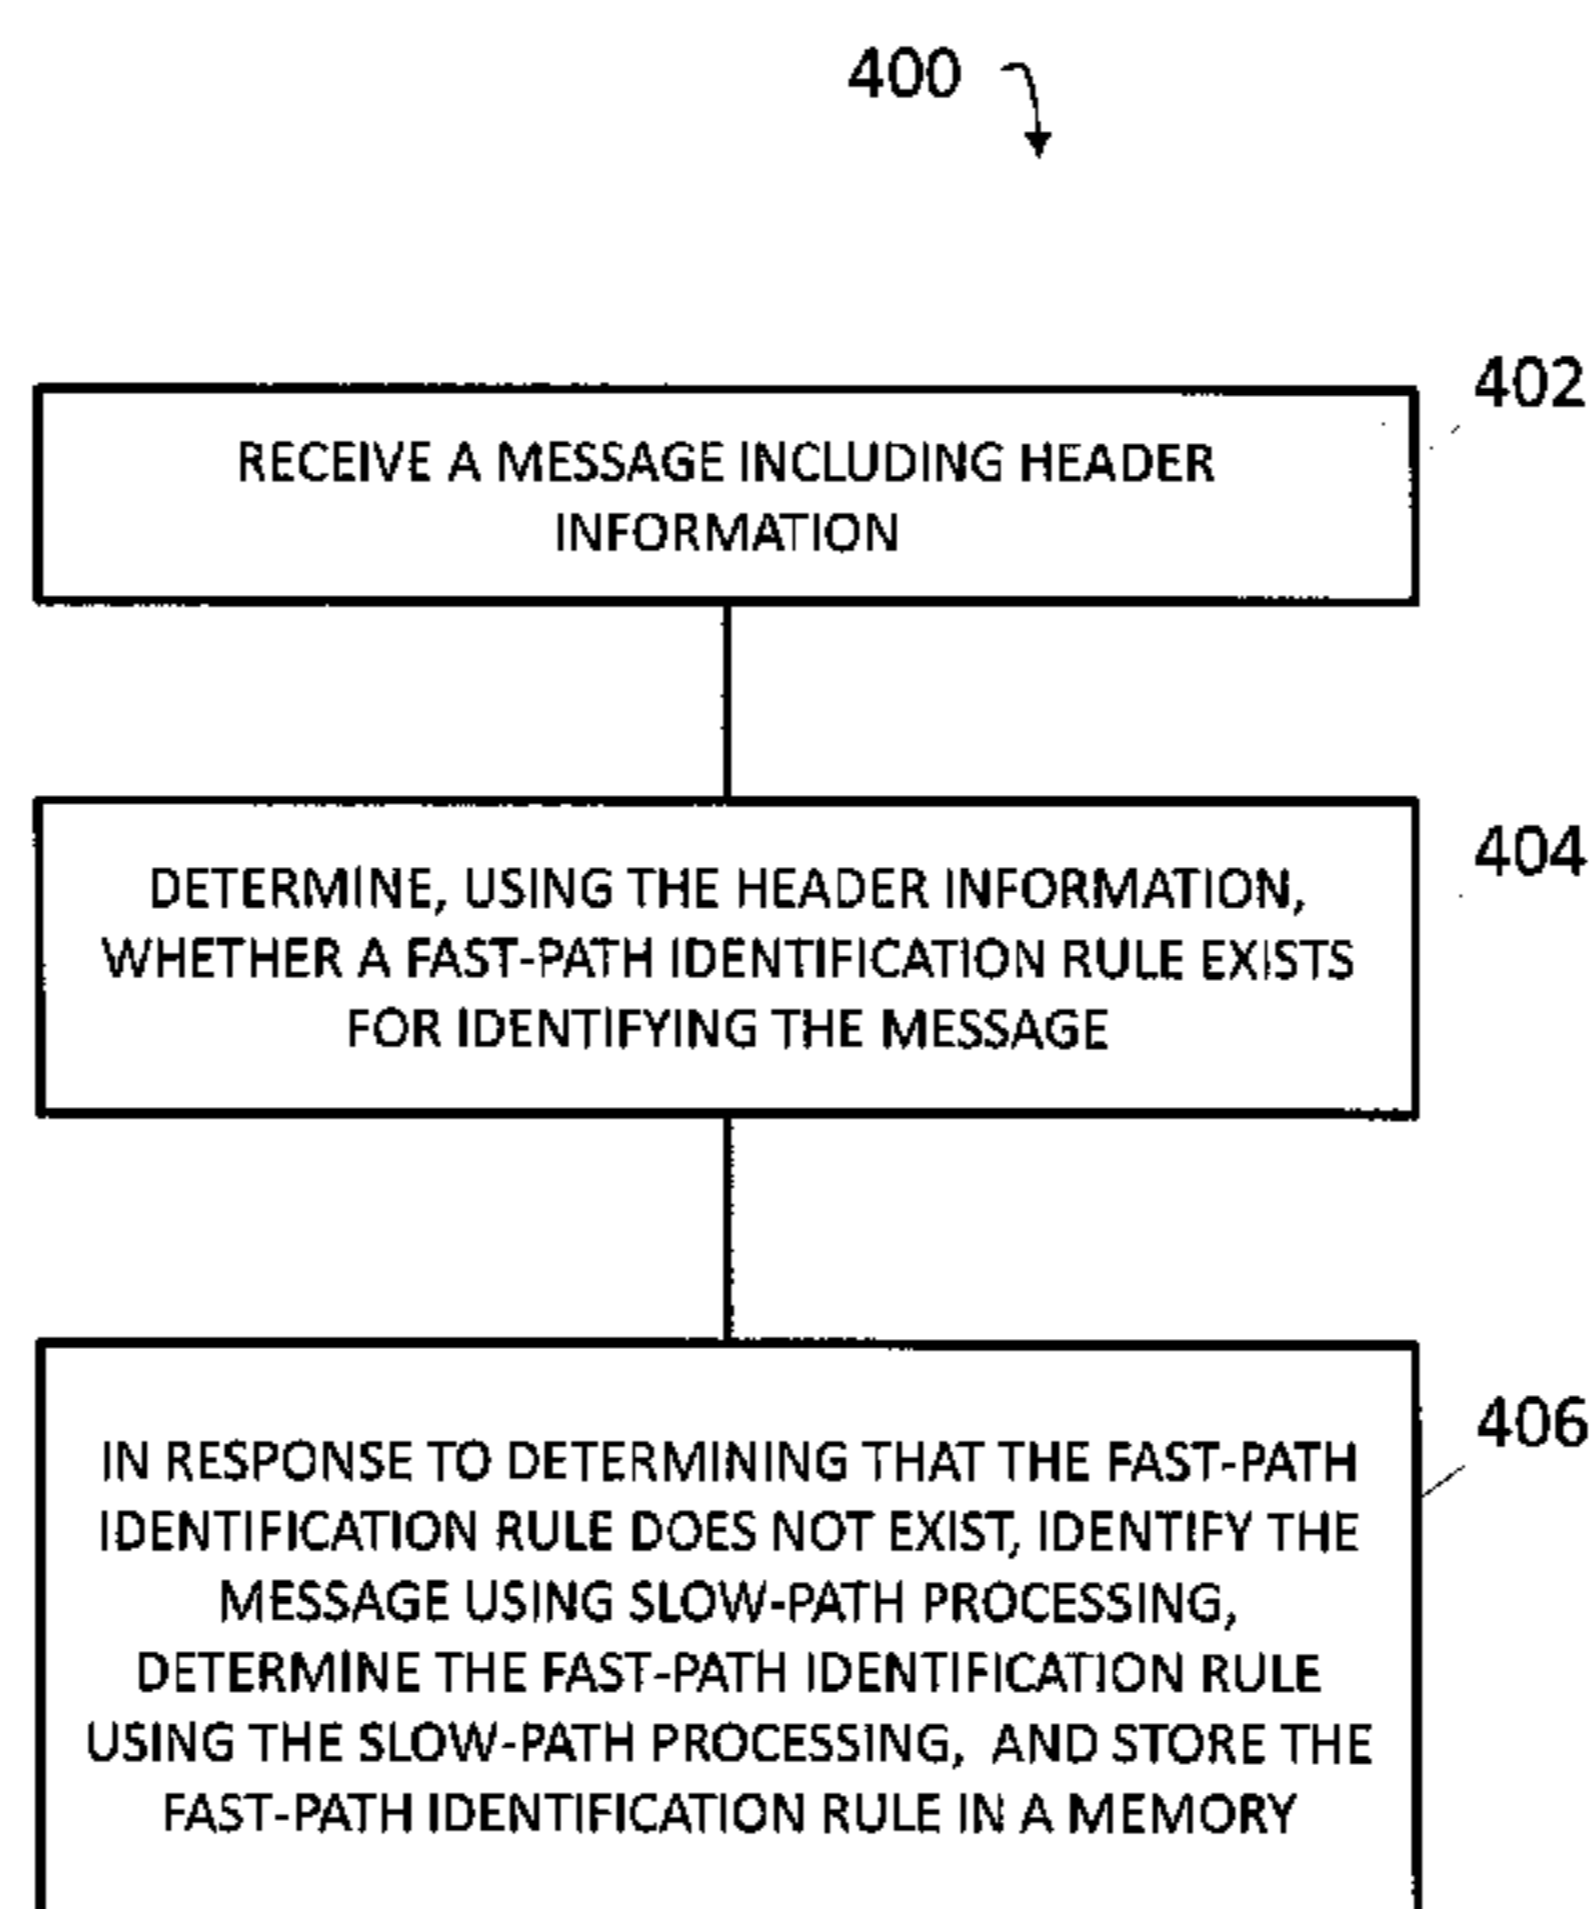 400
402
RECEIVE A MESSAGE INCLUDING HEADER
INFORMATION
404
DETERMINE, USING THE HEADER INFORMATION,
WHETHER A FAST-PATH IDENTIFICATION RULE EXISTS
FOR IDENTIFYING THE MESSAGE
406
IN RESPONSE TO DETERMINING THAT THE FAST-PATH
IDENTIFICATION RULE DOES NOT EXIST, IDENTIFY THE
MESSAGE USING SLOW-PATH PROCESSING,
DETERMINE THE FAST-PATH IDENTIFICATION RULE
USING THE SLOW-PATH PROCESSING, AND STORE THE
FAST-PATH IDENTIFICATION RULE IN A MEMORY